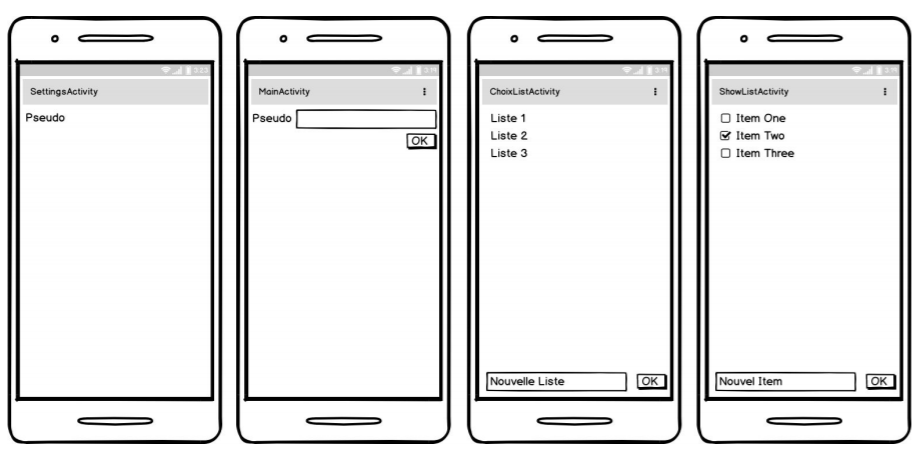 SettingsActivity
Pseudo
MainActivity
Pseudo
OK
ChoixListActivity
Liste 1
Liste 2
Liste 3
Nouvelle Liste
OK
ShowListActivity
Item One
Item Two
Item Three
Nouvel Item
OK